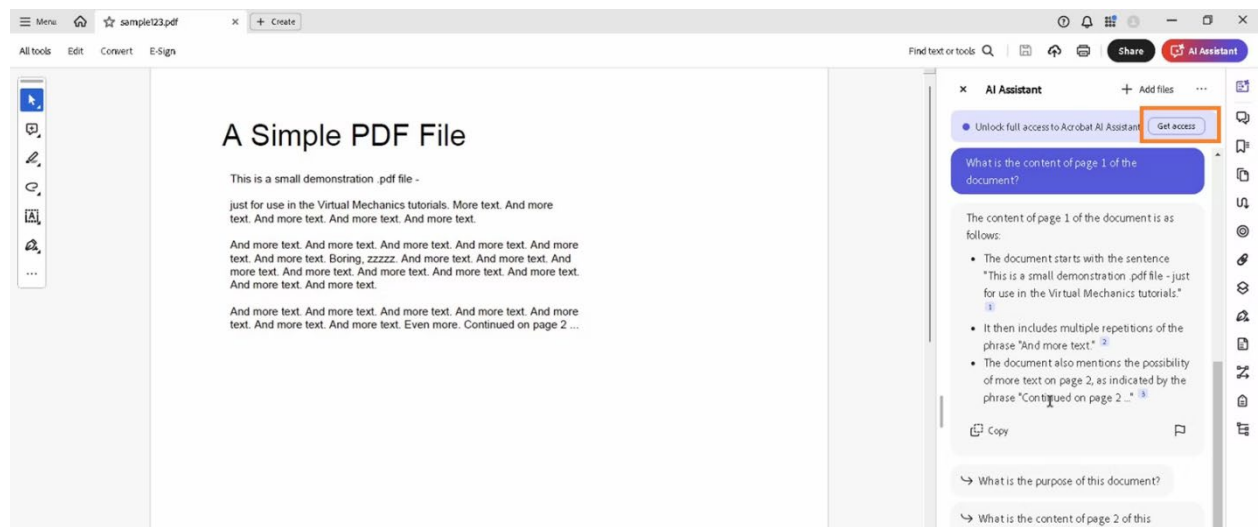 Menu sample123.pdf × + Create
All tools Edit Convert E-Sign Find text or tools Share AI Assistant
A Simple PDF File
This is a small demonstration .pdf file -
just for use in the Virtual Mechanics tutorials. More text. And more
text. And more text. And more text. And more text.
And more text. And more text. And more text. And more text. And more
text. And more text. Boring, zzzzz. And more text. And more text. And
more text. And more text. And more text. And more text. And more text.
And more text. And more text.
And more text. And more text. And more text. And more text. And more
text. And more text. And more text. Even more. Continued on page 2 ...
× AI Assistant + Add files ...
Unlock full access to Acrobat AI Assistant Get access
What is the content of page 1 of the
document?
The content of page 1 of the document is as
follows:
• The document starts with the sentence
"This is a small demonstration .pdf file - just
for use in the Virtual Mechanics tutorials."
1
• It then includes multiple repetitions of the
phrase "And more text." 2
• The document also mentions the possibility
of more text on page 2, as indicated by the
phrase "Continued on page 2 ..." 3
Copy
What is the purpose of this document?
What is the content of page 2 of this